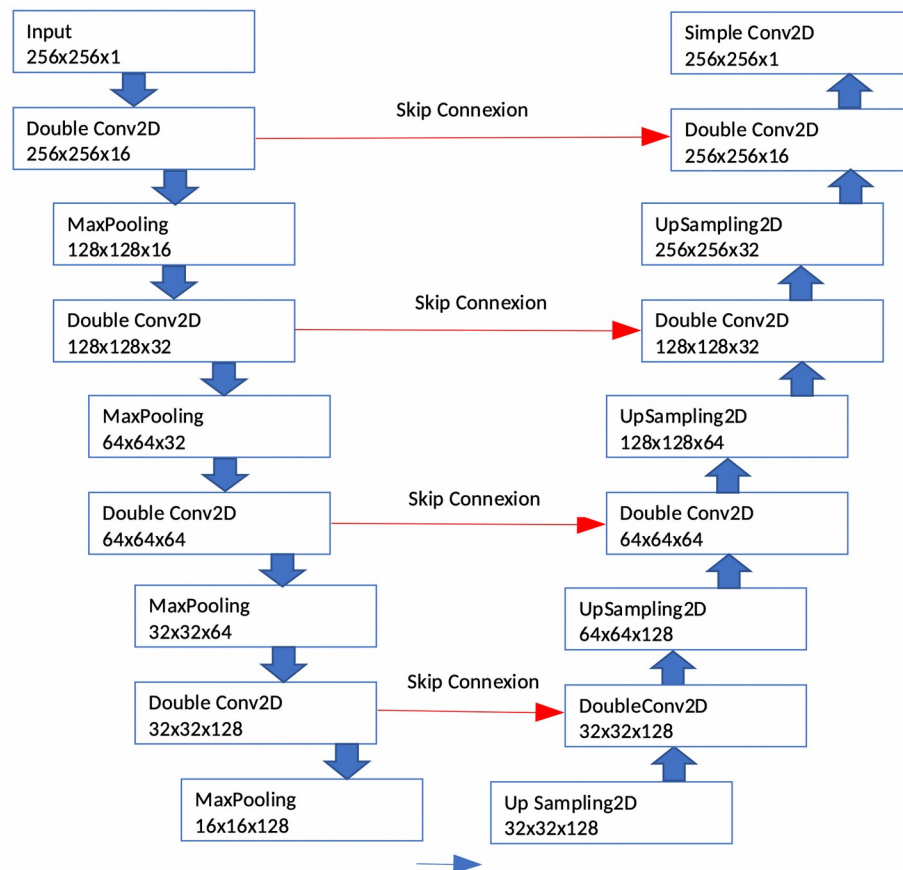 Input
256x256x1
Double Conv2D
256x256x16
MaxPooling
128x128x16
Double Conv2D
128x128x32
MaxPooling
64x64x32
Double Conv2D
64x64x64
MaxPooling
32x32x64
Double Conv2D
32x32x128
MaxPooling
16x16x128
Skip Connexion
Skip Connexion
Skip Connexion
Skip Connexion
Simple Conv2D
256x256x1
Double Conv2D
256x256x16
UpSampling2D
256x256x32
Double Conv2D
128x128x32
UpSampling2D
128x128x64
Double Conv2D
64x64x64
UpSampling2D
64x64x128
DoubleConv2D
32x32x128
Up Sampling2D
32x32x128